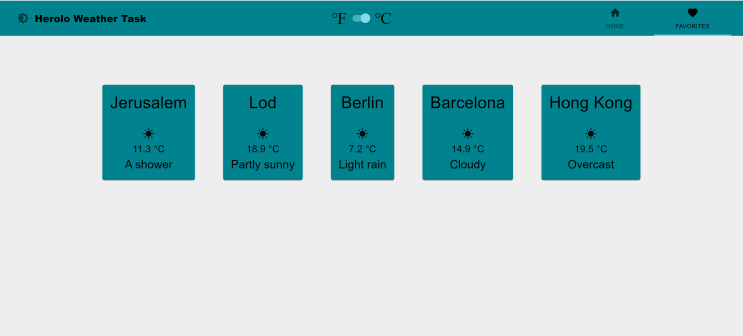 Herolo Weather Task
°F °C
HOME
FAVORITES
Jerusalem
11.3 °C
A shower
Lod
18.9 °C
Partly sunny
Berlin
7.2 °C
Light rain
Barcelona
14.9 °C
Cloudy
Hong Kong
19.5 °C
Overcast